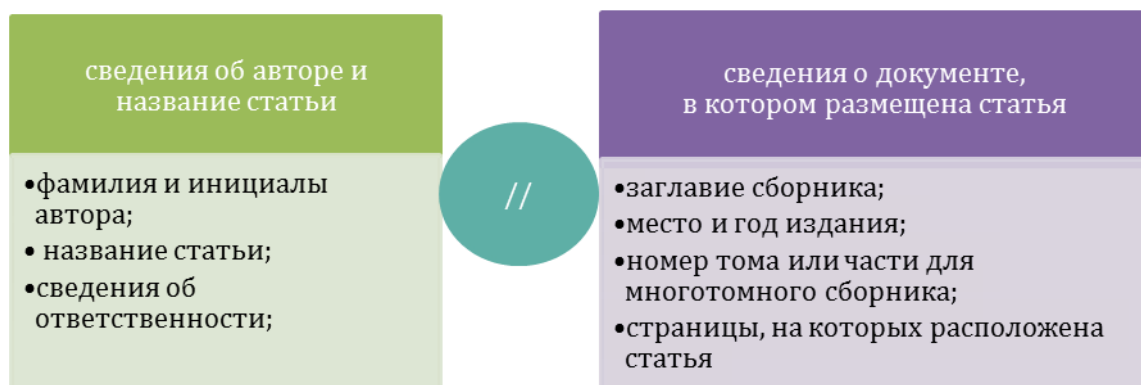 сведения об авторе и
название статьи
•фамилия и инициалы
автора;
• название статьи;
•сведения об
ответственности;
//
сведения о документе,
в котором размещена статья
•заглавие сборника;
•место и год издания;
•номер тома или части для
многотомного сборника;
•страницы, на которых расположена
статья